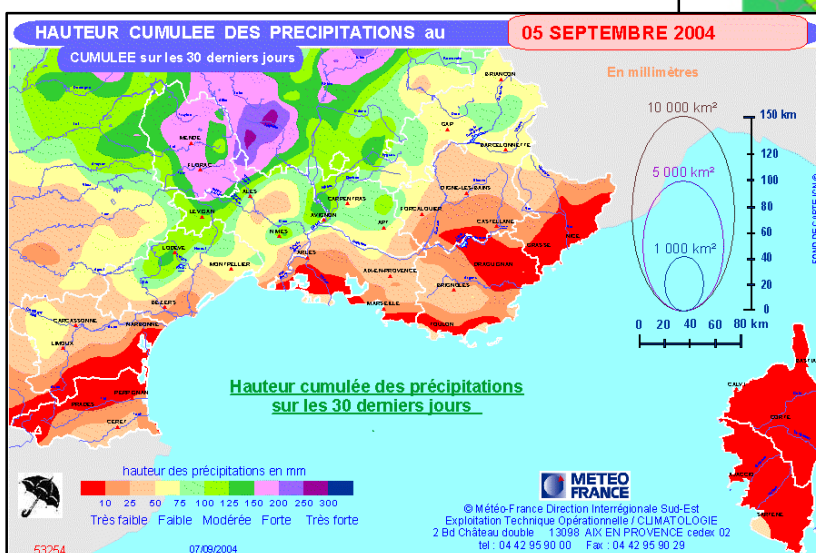 HAUTEUR CUMULEE DES PRECIPITATIONS au
05 SEPTEMBRE 2004
CUMULEE sur les 30 derniers jours
En millimètres
10 000 km²
5 000 km²
1 000 km²
150 km
120
100
80
60
40
20
0
0 20 40 60 80 km
BRIANCON
GAP
BARCELONNETTE
MENDE
FLORAC
ALES
DIGNE-LES-BAINS
CARPENTRAS
FORCALQUIER
LE VIGAN
AVIGNON
APT
CASTELLANE
NIMES
GRASSE
NICE
LODEVE
ARLES
MONTPELLIER
AIX-EN-PROVENCE
DRAGUIGNAN
BRIGNOLES
BEZIERS
MARSEILLE
CARCASSONNE
NARBONNE
TOULON
LIMOUX
BASTIA
CALVI
PERPIGNAN
PRADES
CORTE
CERET
AJACCIO
SARTENE
Hauteur cumulée des précipitations
sur les 30 derniers jours
hauteur des précipitations en mm
10 25 50 75 100 125 150 200 250 300
Très faible Faible Modérée Forte Très forte
METEO
FRANCE
© Météo-France Direction Interrégionale Sud-Est
Exploitation Technique Opérationnelle / CLIMATOLOGIE
2 Bd Château double 13098 AIX EN PROVENCE cedex 02
tel : 04 42 95 90 00 Fax : 04 42 95 90 29
53254
07/09/2004